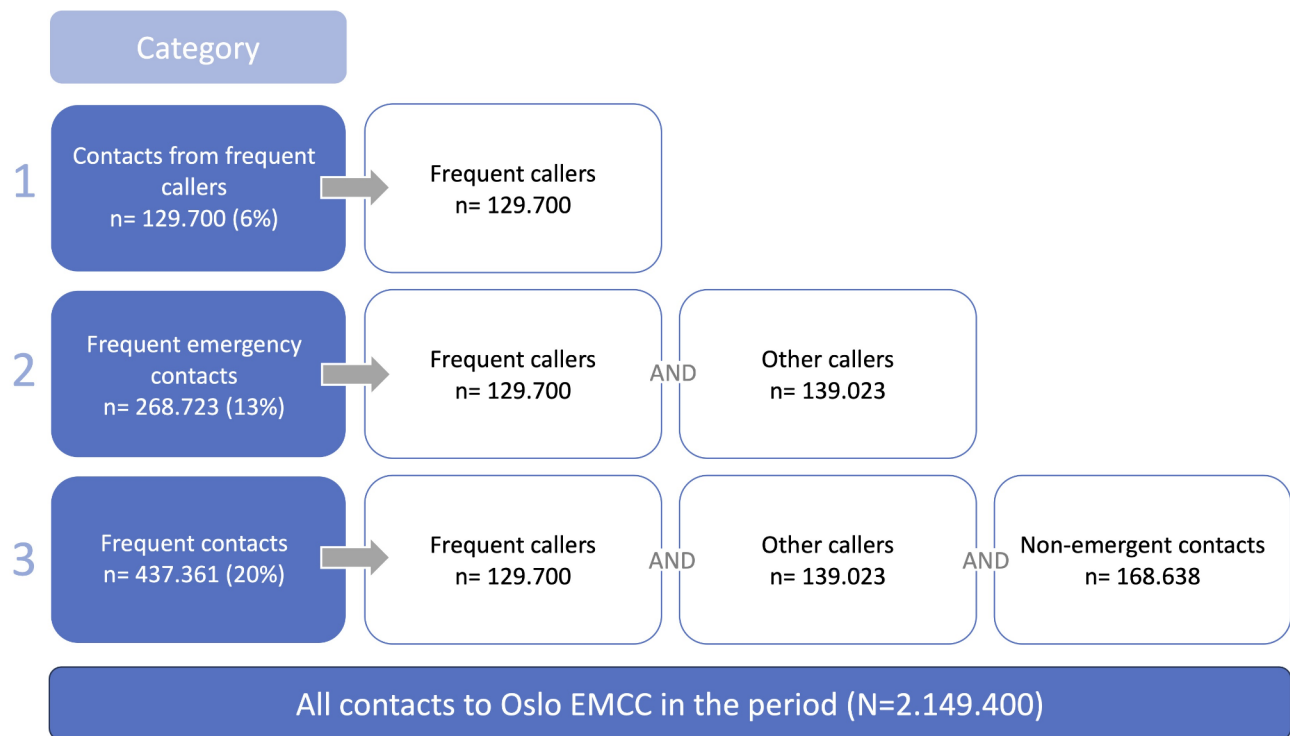 Category
1
Contacts from frequent
callers
n= 129.700 (6%)
Frequent callers
n= 129.700
2
Frequent emergency
contacts
n= 268.723 (13%)
Frequent callers
n= 129.700
AND
Other callers
n= 139.023
3
Frequent contacts
n= 437.361 (20%)
Frequent callers
n= 129.700
AND
Other callers
n= 139.023
AND
Non-emergent contacts
n= 168.638
All contacts to Oslo EMCC in the period (N=2.149.400)